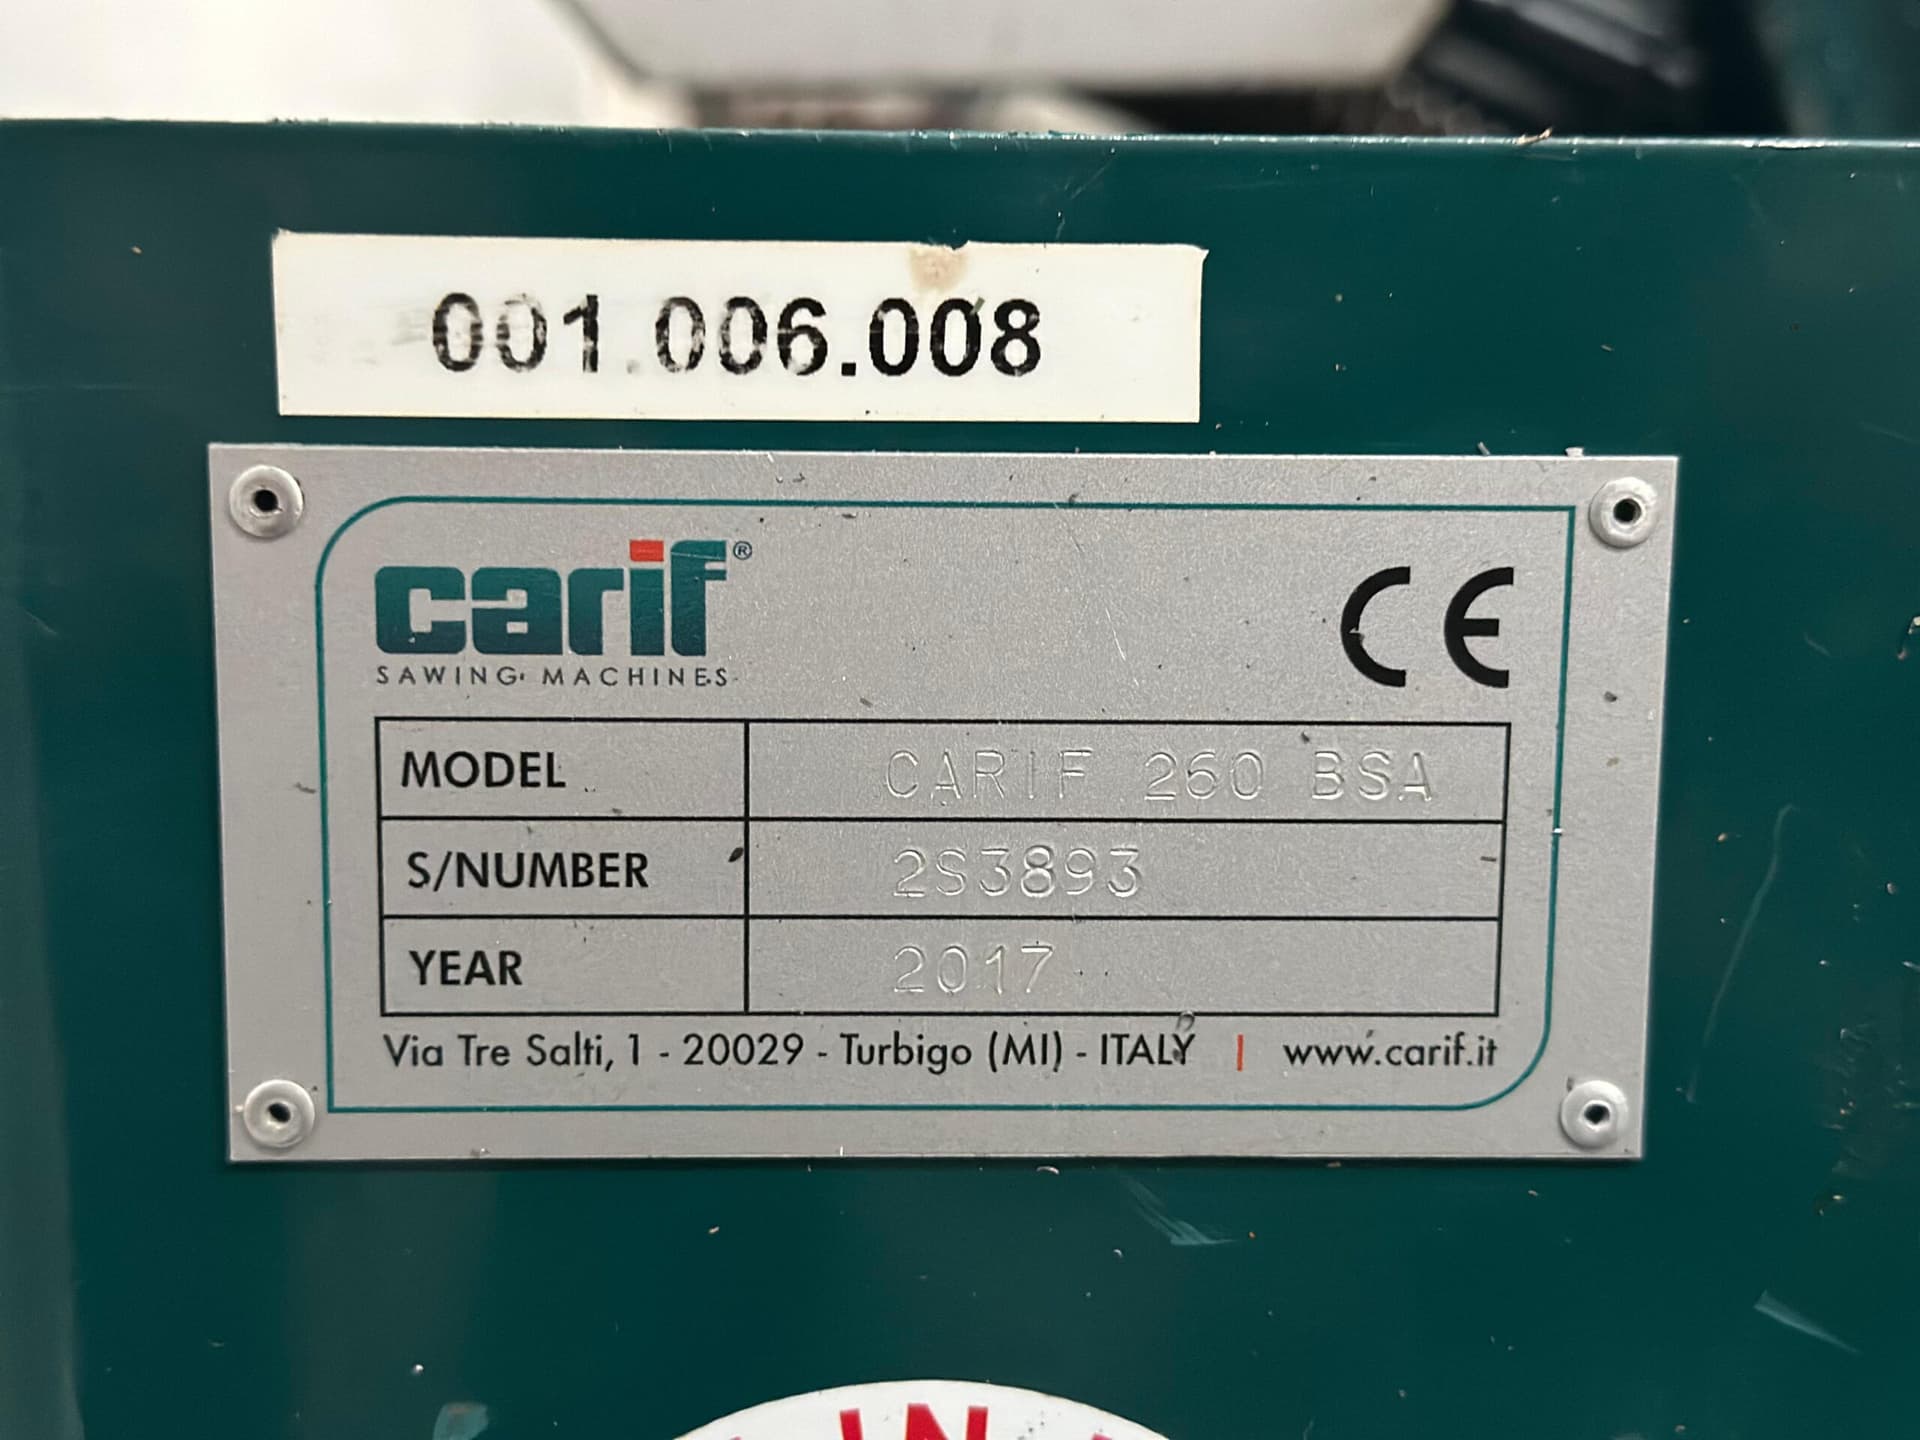 001.006.008
carif®
SAWING MACHINES
CE
MODEL CARIF 260 BSA
S/NUMBER 2S3893
YEAR 2017
Via Tre Salti, 1 - 20029 - Turbigo (MI) - ITALY | www.carif.it
IN